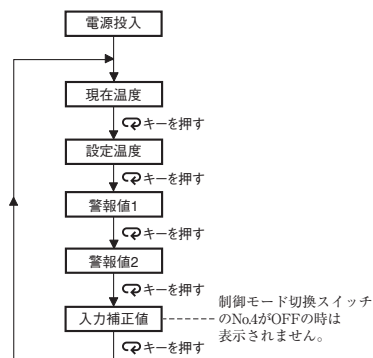 電源投入
現在温度
キーを押す
設定温度
キーを押す
警報値1
キーを押す
警報値2
キーを押す
入力補正値
制御モード切換スイッチ
のNo.4がOFFの時は
表示されません。
キーを押す